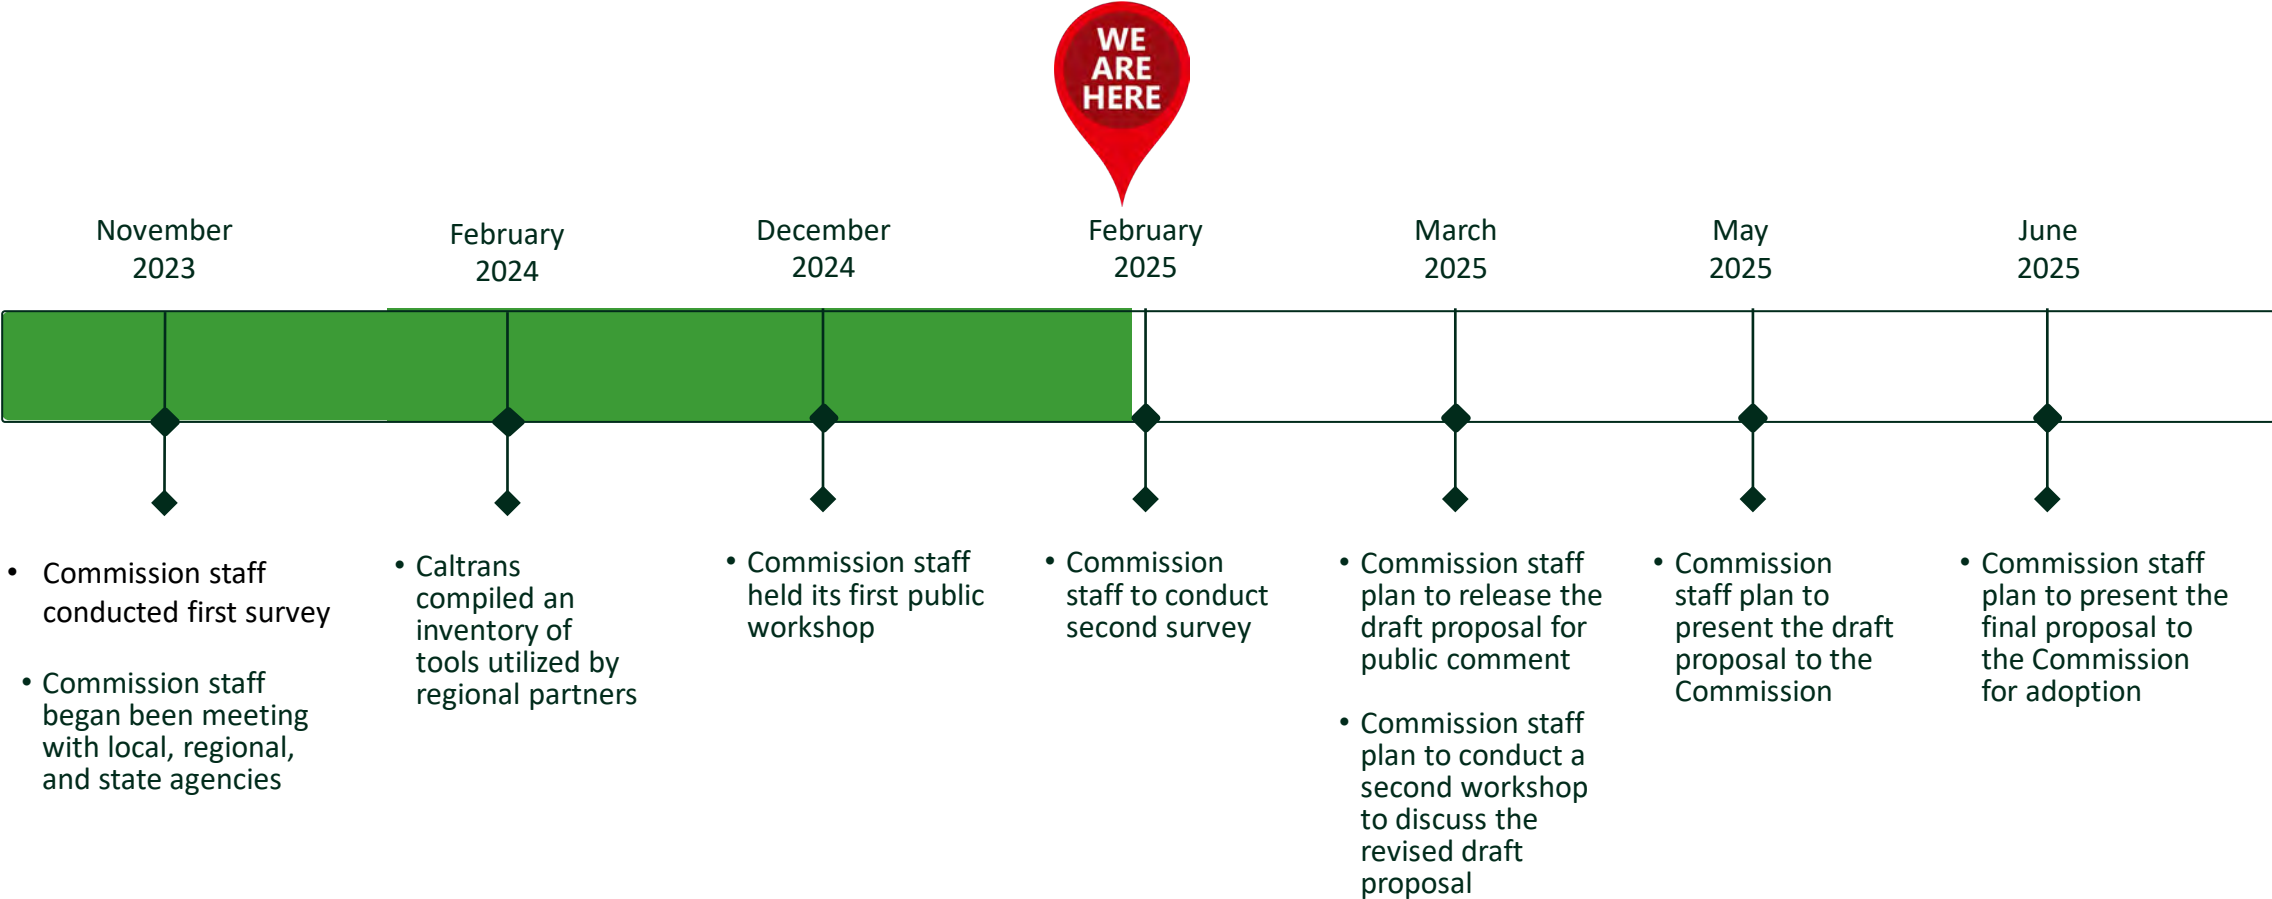 WE
ARE
HERE
November
2023
February
2024
December
2024
February
2025
March
2025
May
2025
June
2025
• Commission staff
conducted first survey
• Commission staff
began been meeting
with local, regional,
and state agencies
• Caltrans
compiled an
inventory of
tools utilized by
regional partners
• Commission staff
held its first public
workshop
• Commission
staff to conduct
second survey
• Commission staff
plan to release the
draft proposal for
public comment
• Commission staff
plan to conduct a
second workshop
to discuss the
revised draft
proposal
• Commission
staff plan to
present the draft
proposal to the
Commission
• Commission staff
plan to present the
final proposal to
the Commission
for adoption